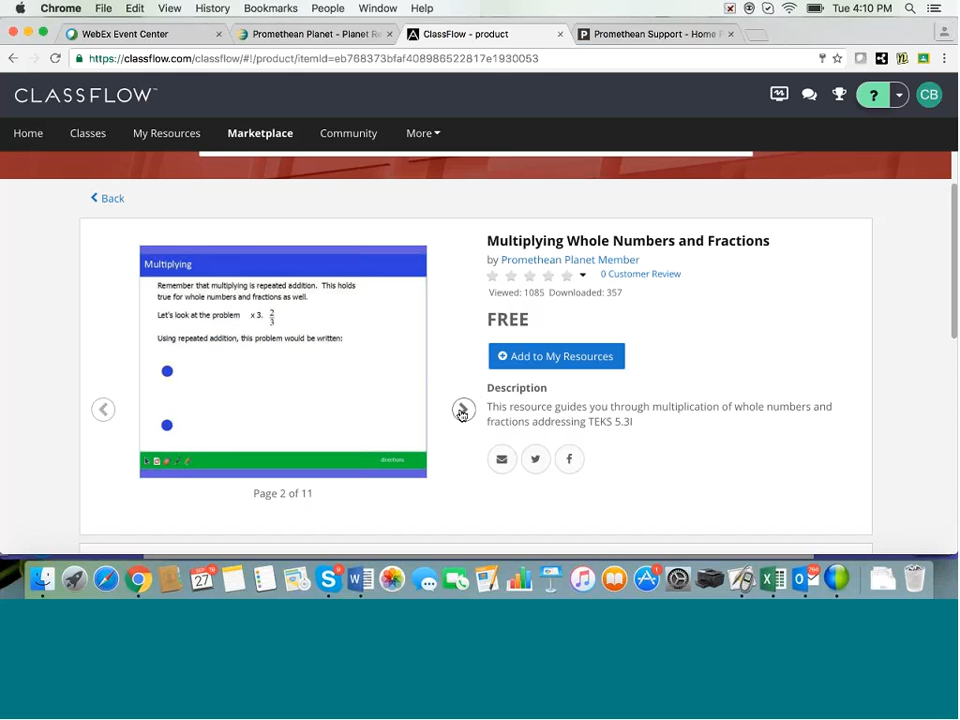 Chrome File Edit View History Bookmarks People Window Help Tue 4:10 PM
WebEx Event Center × Promethean Planet - Planet Re × ClassFlow - product × Promethean Support - Home P ×
https://classflow.com/classflow/#!/product/itemId=eb768373bfaf408986522817e1930053
CLASSFLOW ? CB
Home Classes My Resources Marketplace Community More
Back
Multiplying Whole Numbers and Fractions
by Promethean Planet Member
0 Customer Review
Viewed: 1085 Downloaded: 357
FREE
Add to My Resources
Description
This resource guides you through multiplication of whole numbers and
fractions addressing TEKS 5.3I
Multiplying
Remember that multiplying is repeated addition. This holds
true for whole numbers and fractions as well.
Let's look at the problem x 3. 2/3
Using repeated addition, this problem would be written:
directions
Page 2 of 11
27